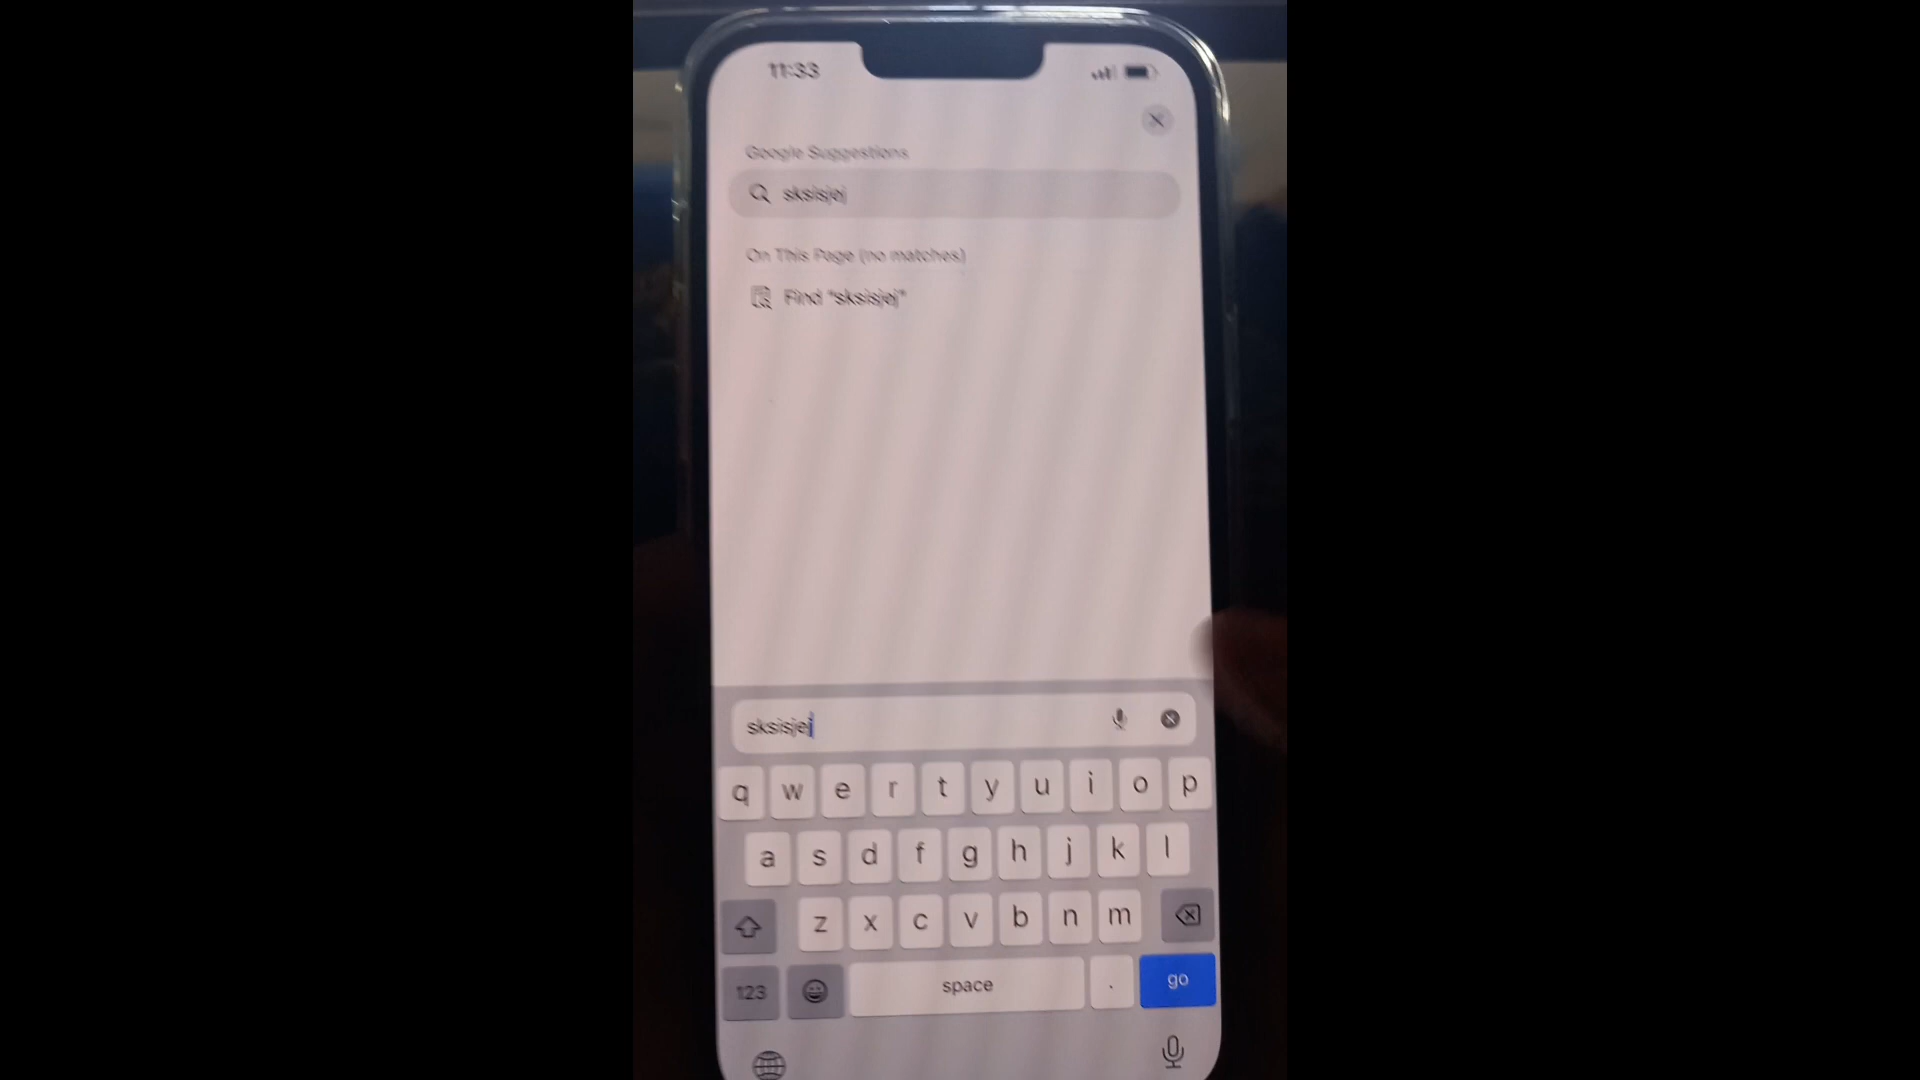 11:33
Google Suggestions
sksisjej
On This Page (no matches)
Find "sksisjej"
sksisjej
q w e r t y u i o p
a s d f g h j k l
z x c v b n m
123 space . go